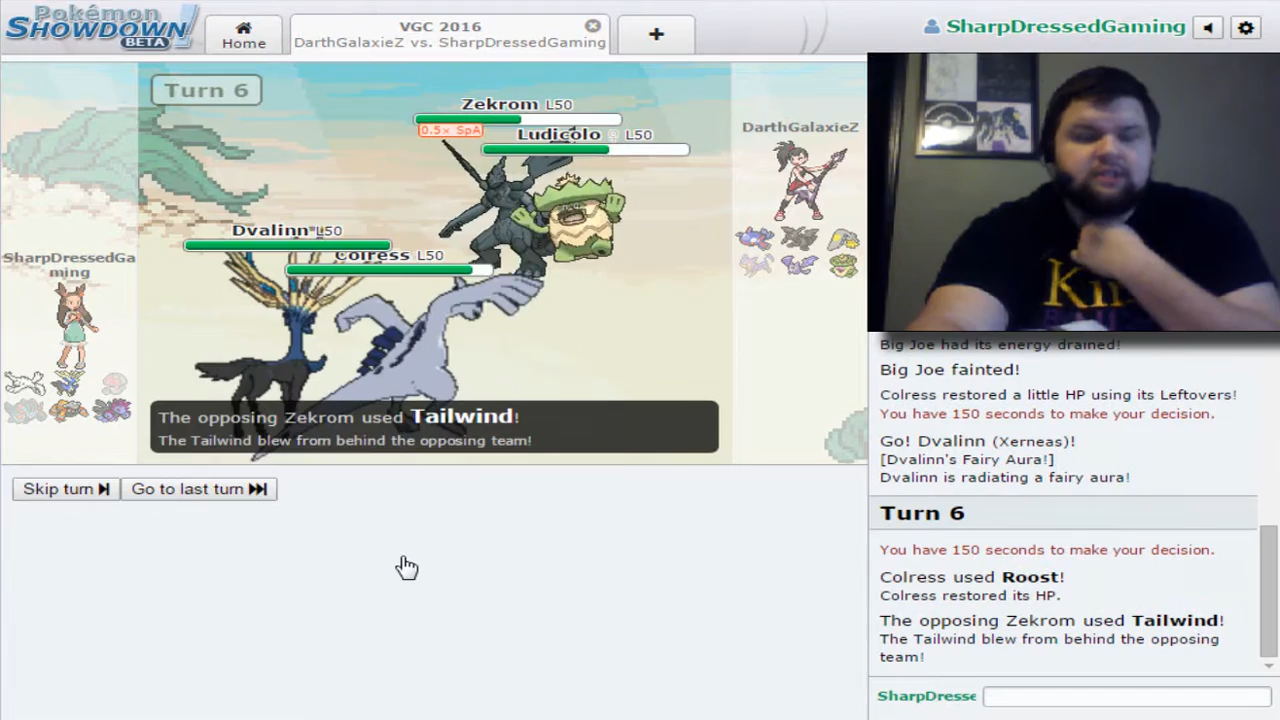 Pokémon
SHOWDOWN!
BETA
Home
VGC 2016
DarthGalaxieZ vs. SharpDressedGaming
+
SharpDressedGaming
Turn 6
Zekrom L50
0.5× SpA
Ludicolo L50
Dvalinn L50
Colress L50
DarthGalaxieZ
SharpDressedGa
ming
The opposing Zekrom used Tailwind!
The Tailwind blew from behind the opposing team!
Skip turn
Go to last turn
Big Joe had its energy drained!
Big Joe fainted!
Colress restored a little HP using its Leftovers!
You have 150 seconds to make your decision.
Go! Dvalinn (Xerneas)!
[Dvalinn's Fairy Aura!]
Dvalinn is radiating a fairy aura!
Turn 6
You have 150 seconds to make your decision.
Colress used Roost!
Colress restored its HP.
The opposing Zekrom used Tailwind!
The Tailwind blew from behind the opposing
team!
SharpDresse